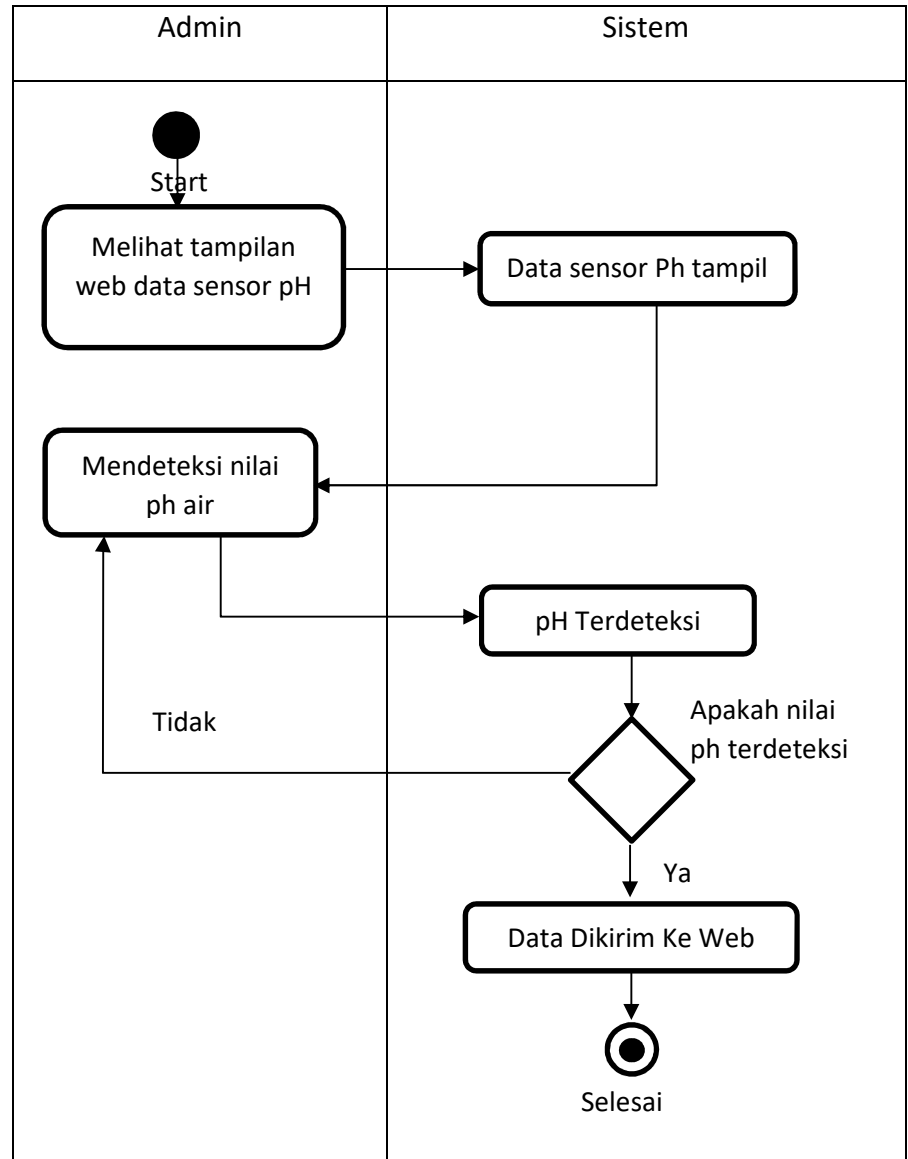 Admin
Sistem
Start
Melihat tampilan
web data sensor pH
Data sensor Ph tampil
Mendeteksi nilai
ph air
pH Terdeteksi
Tidak
Apakah nilai
ph terdeteksi
Ya
Data Dikirim Ke Web
Selesai